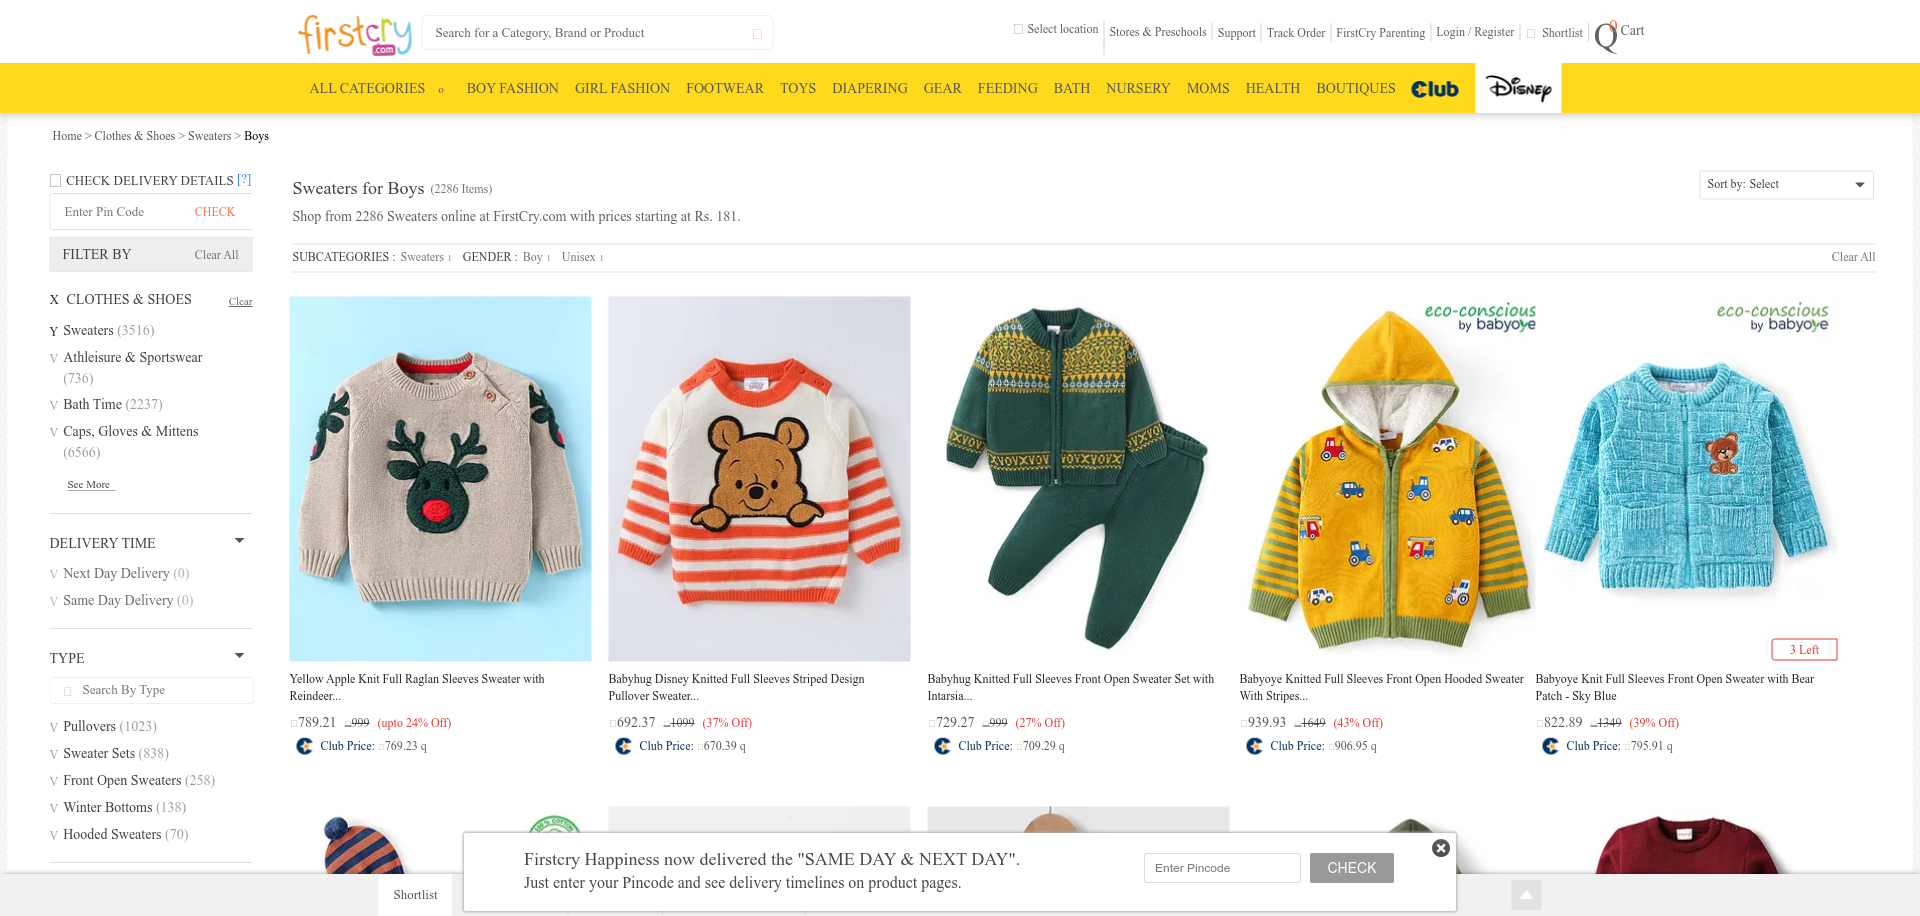 firstcry
.com
Search for a Category, Brand or Product
Select location
Stores & Preschools
Support
Track Order
FirstCry Parenting
Login / Register
Shortlist
Q
0
Cart
ALL CATEGORIES
o
BOY FASHION
GIRL FASHION
FOOTWEAR
TOYS
DIAPERING
GEAR
FEEDING
BATH
NURSERY
MOMS
HEALTH
BOUTIQUES
Club
Disney
Home > Clothes & Shoes > Sweaters > Boys
CHECK DELIVERY DETAILS [?]
Enter Pin Code
CHECK
FILTER BY
Clear All
X CLOTHES & SHOES
Clear
Y Sweaters (3516)
V Athleisure & Sportswear
(736)
V Bath Time (2237)
V Caps, Gloves & Mittens
(6566)
See More
DELIVERY TIME
V Next Day Delivery (0)
V Same Day Delivery (0)
TYPE
Search By Type
V Pullovers (1023)
V Sweater Sets (838)
V Front Open Sweaters (258)
V Winter Bottoms (138)
V Hooded Sweaters (70)
Sweaters for Boys (2286 Items)
Sort by: Select
Shop from 2286 Sweaters online at FirstCry.com with prices starting at Rs. 181.
SUBCATEGORIES : Sweaters
GENDER : Boy
Unisex
Clear All
eco-conscious
by babyoye
eco-conscious
by babyoye
3 Left
Yellow Apple Knit Full Raglan Sleeves Sweater with
Reindeer...
789.21 999 (upto 24% Off)
Club Price: 769.23 q
Babyhug Disney Knitted Full Sleeves Striped Design
Pullover Sweater...
692.37 1099 (37% Off)
Club Price: 670.39 q
Babyhug Knitted Full Sleeves Front Open Sweater Set with
Intarsia...
729.27 999 (27% Off)
Club Price: 709.29 q
Babyoye Knitted Full Sleeves Front Open Hooded Sweater
With Stripes...
939.93 1649 (43% Off)
Club Price: 906.95 q
Babyoye Knit Full Sleeves Front Open Sweater with Bear
Patch - Sky Blue
822.89 1349 (39% Off)
Club Price: 795.91 q
Firstcry Happiness now delivered the "SAME DAY & NEXT DAY".
Just enter your Pincode and see delivery timelines on product pages.
Enter Pincode
CHECK
Shortlist